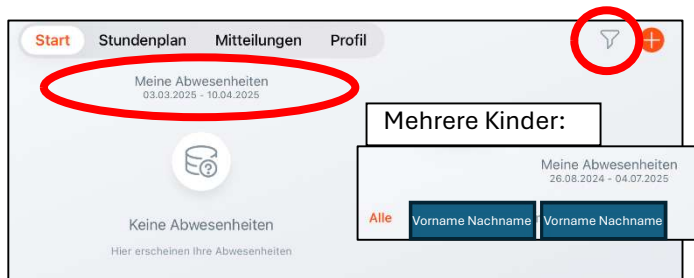 Start Stundenplan Mitteilungen Profil
Meine Abwesenheiten
03.03.2025 - 10.04.2025
Keine Abwesenheiten
Hier erscheinen Ihre Abwesenheiten
Mehrere Kinder:
Meine Abwesenheiten
26.08.2024 - 04.07.2025
Alle Vorname Nachname Vorname Nachname